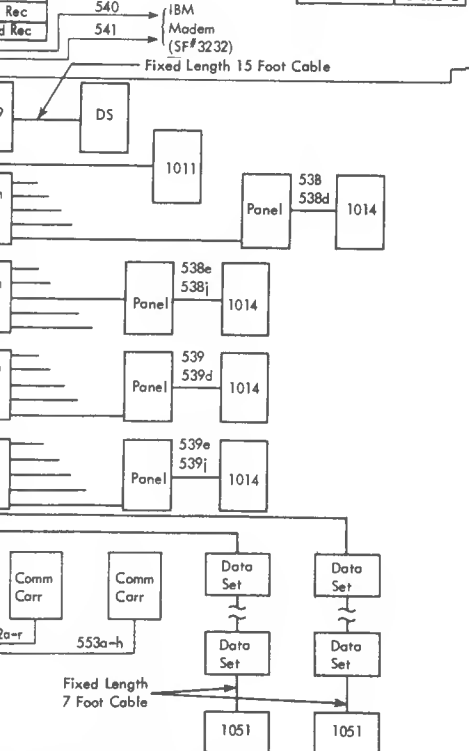 Rec
540
IBM
d Rec
541
Modem
(SF#3232)
Fixed Length 15 Foot Cable
DS
1011
Panel
538
538d
1014
Panel
538e
538j
1014
Panel
539
539d
1014
Panel
539e
539j
1014
Comm
Carr
Comm
Carr
Data
Set
Data
Set
2a-r
553a-h
Data
Set
Data
Set
Fixed Length
7 Foot Cable
1051
1051